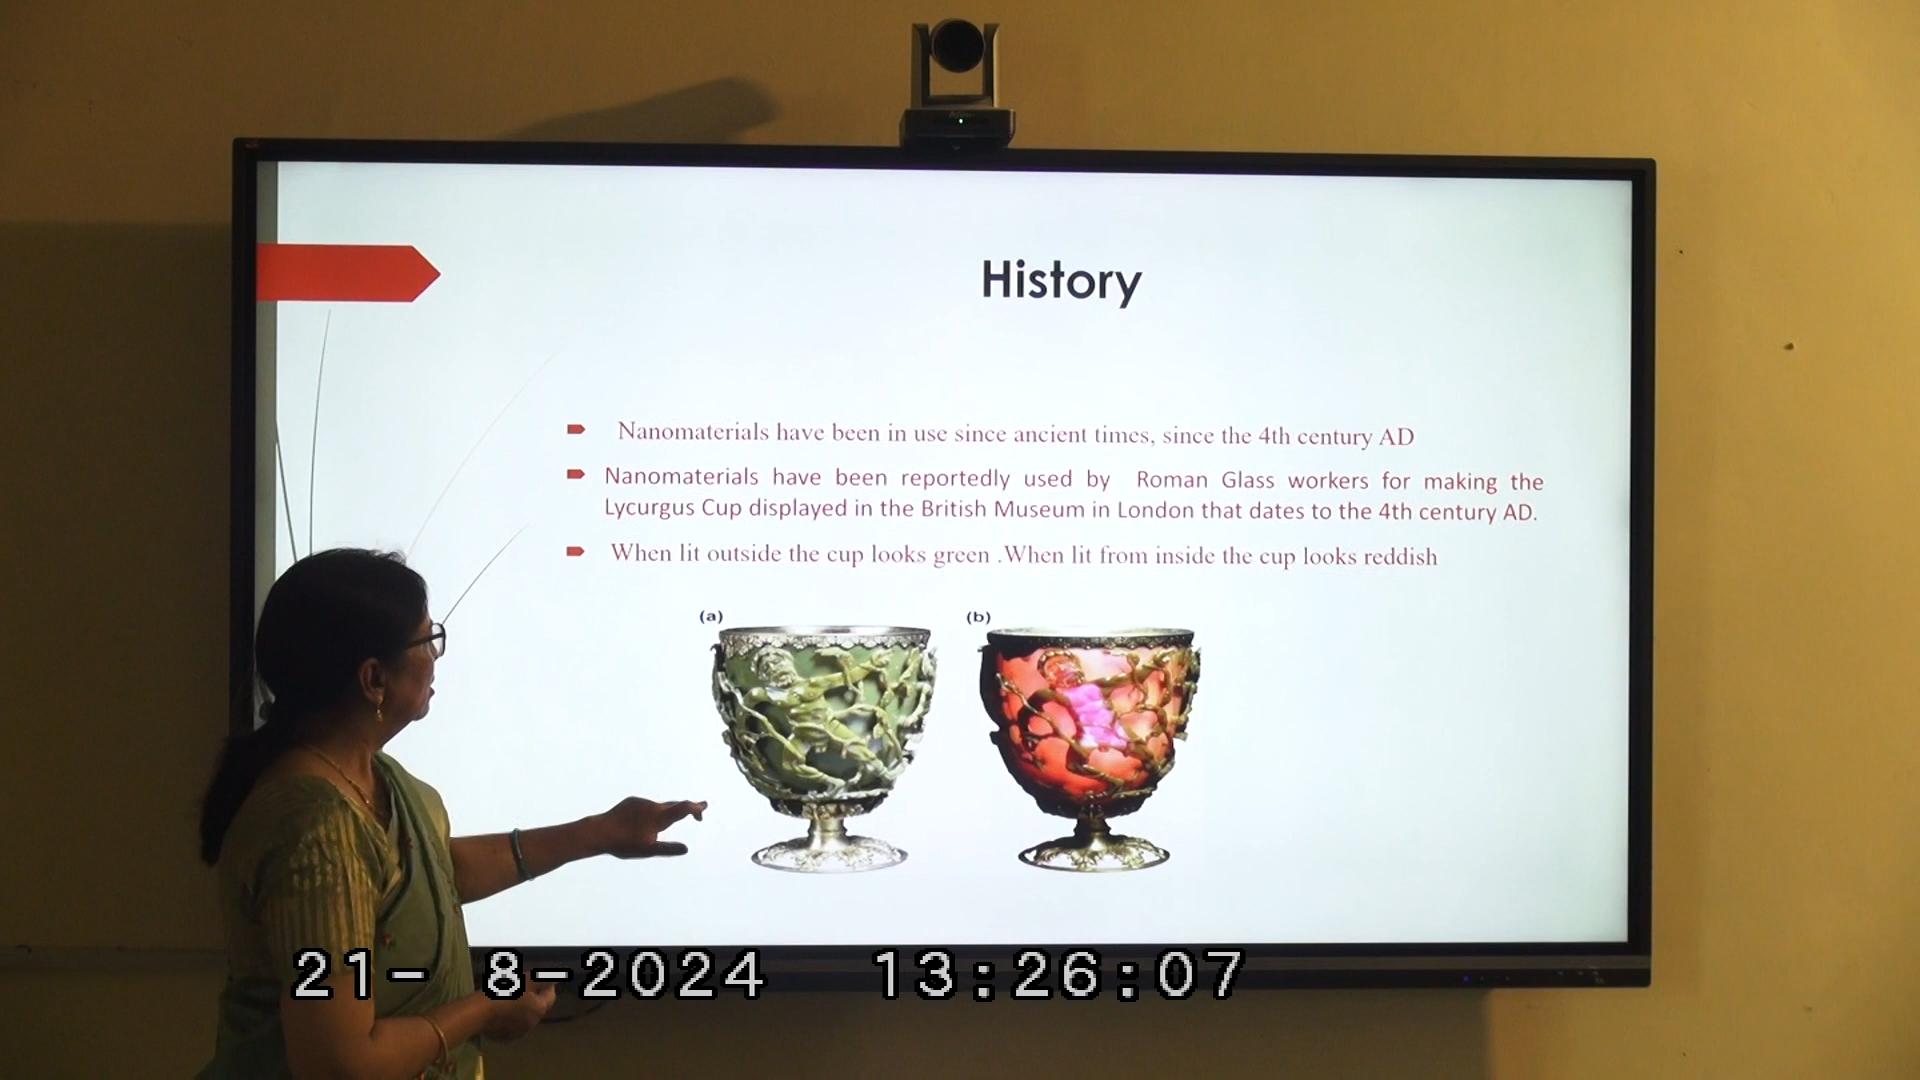 History
Nanomaterials have been in use since ancient times, since the 4th century AD
Nanomaterials have been reportedly used by Roman Glass workers for making the
Lycurgus Cup displayed in the British Museum in London that dates to the 4th century AD.
When lit outside the cup looks green .When lit from inside the cup looks reddish
(a) (b)
21- 8-2024 13:26:07